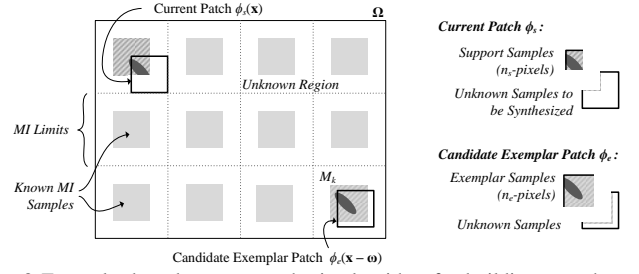 Current Patch ϕs(x)
Ω
Unknown Region
MI Limits
Known MI
Samples
Mk
Candidate Exemplar Patch ϕe(x − ω)
Current Patch ϕs:
Support Samples
(ns-pixels)
Unknown Samples to
be Synthesized
Candidate Exemplar Patch ϕe:
Exemplar Samples
(ne-pixels)
Unknown Samples